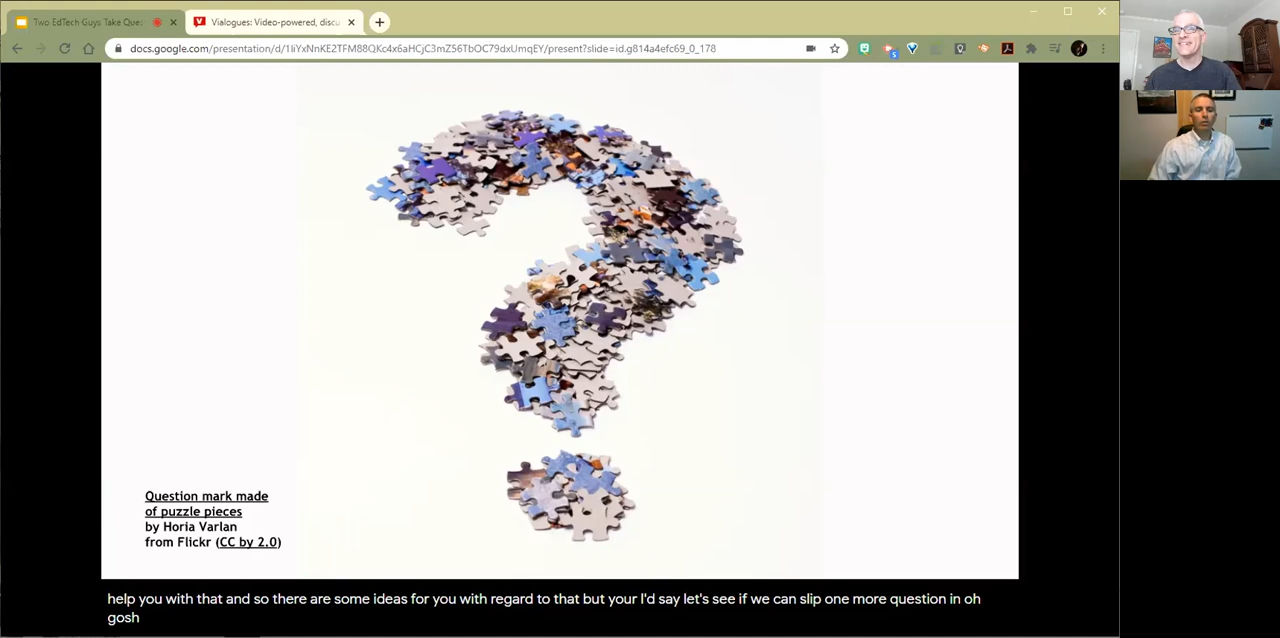 Two EdTech Guys Take Que
Vialogues: Video-powered, discu
docs.google.com/presentation/d/1IiYxNnKE2TFM88QKc4x6aHCjC3mZ56TbOC79dxUmqEY/present?slide=id.g814a4efc69_0_178
5
Question mark made
of puzzle pieces
by Horia Varlan
from Flickr (CC by 2.0)
help you with that and so there are some ideas for you with regard to that but your I'd say let's see if we can slip one more question in oh
gosh